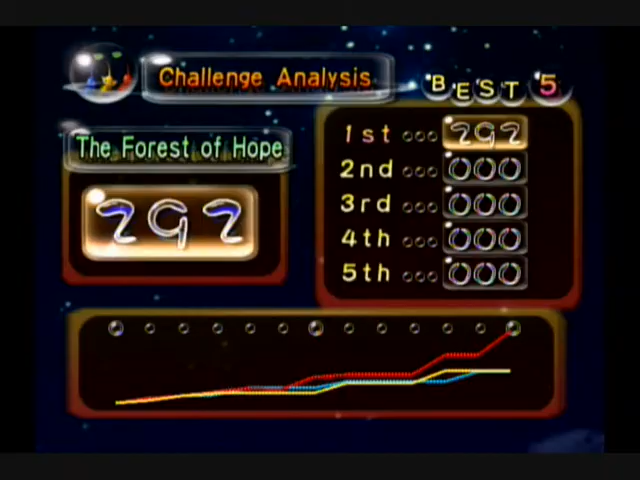 Challenge Analysis
BEST 5
The Forest of Hope
292
1st 292
2nd 000
3rd 000
4th 000
5th 000